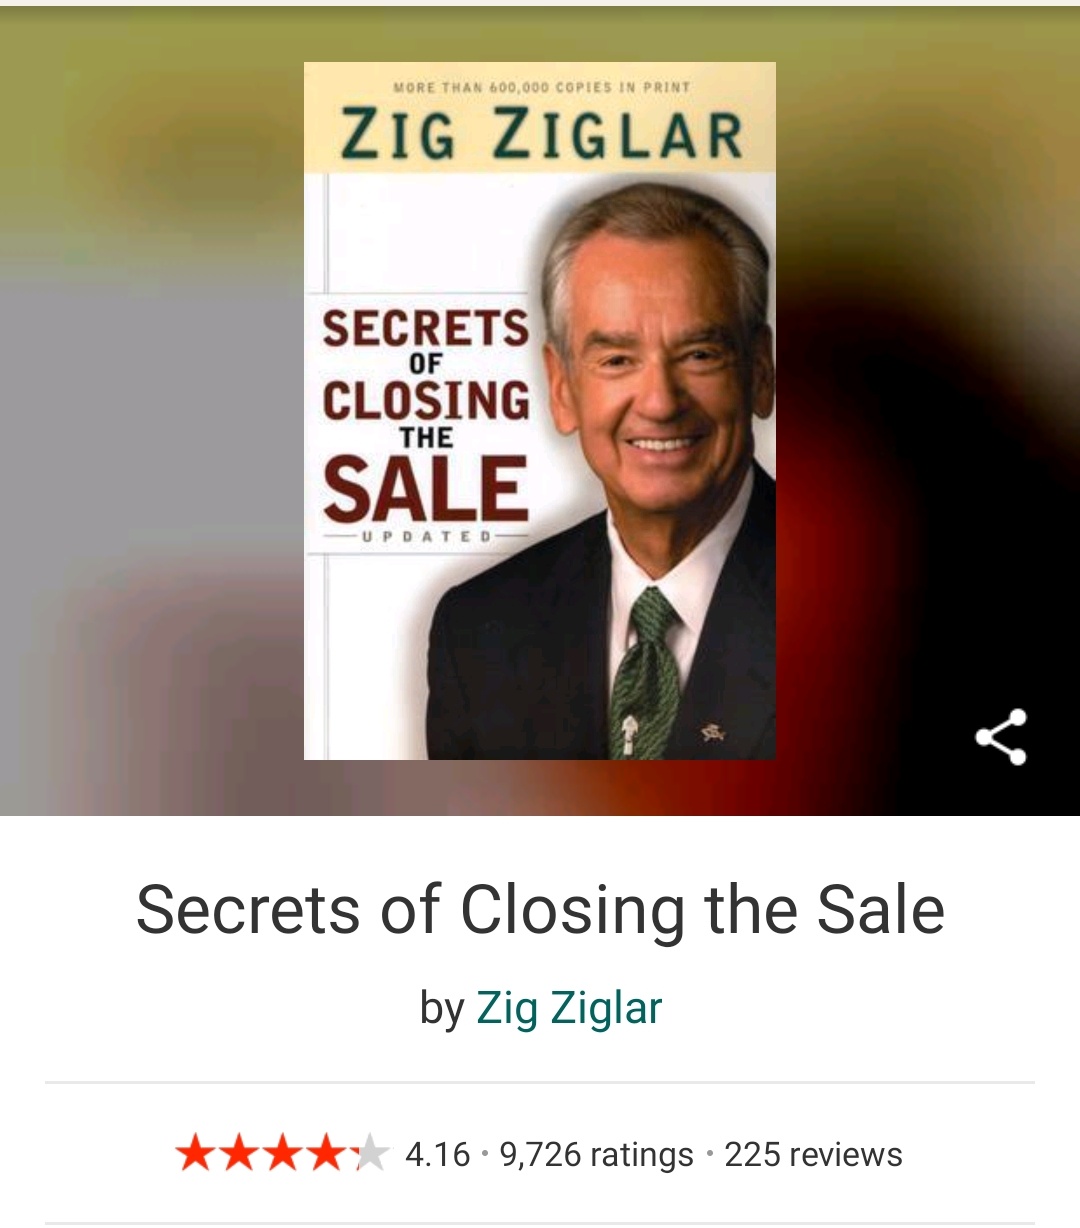 MORE THAN 600,000 COPIES IN PRINT
ZIG ZIGLAR
SECRETS
OF
CLOSING
THE
SALE
UPDATED
Secrets of Closing the Sale
by Zig Ziglar
4.16 • 9,726 ratings • 225 reviews